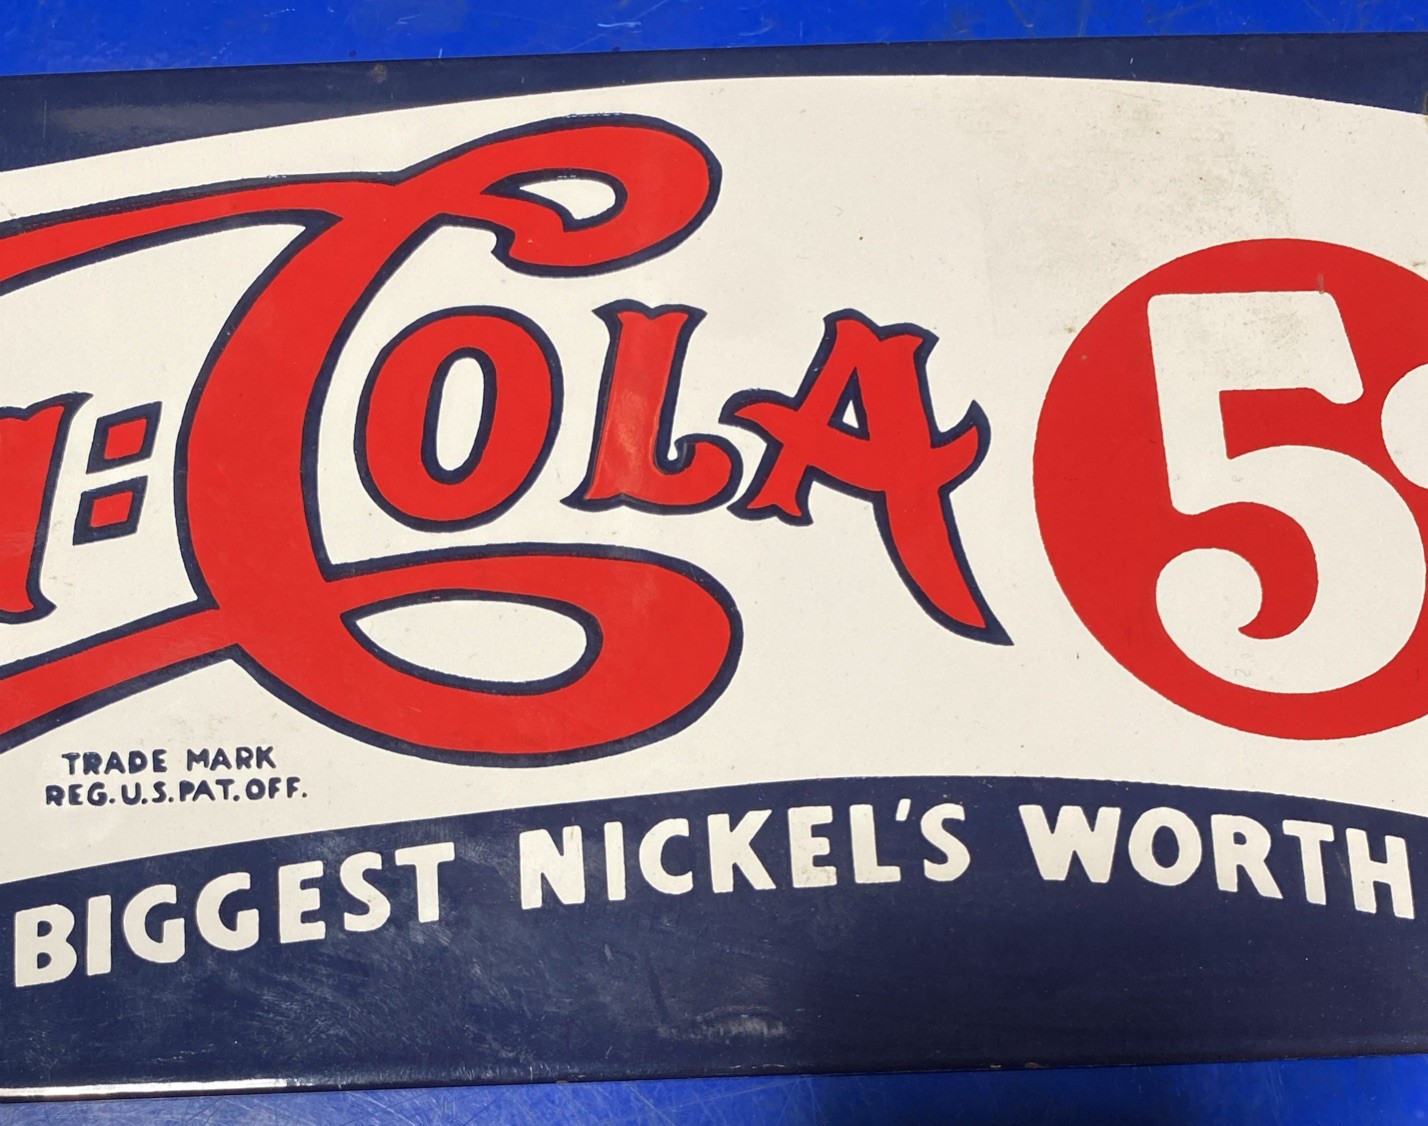 I:COLA 5¢
TRADE MARK
REG.U.S.PAT.OFF.
BIGGEST NICKEL'S WORTH